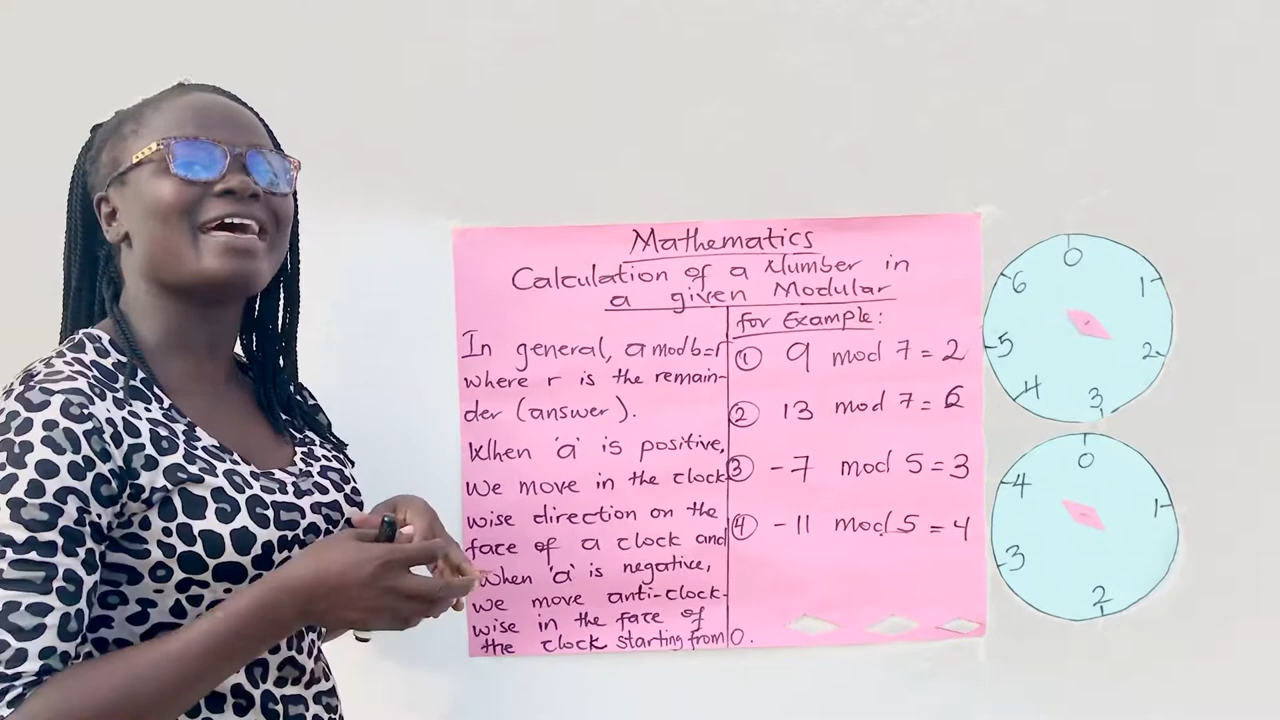 Mathematics
Calculation of a Number in
a given Modular
In general, a mod b=r
where r is the remain-
der (answer).
When 'a' is positive,
We move in the clock-
wise direction on the
face of a clock and
when 'a' is negative,
we move anti-clock-
wise in the face of
the clock starting from 0.
for Example:
① 9 mod 7 = 2
② 13 mod 7 = 6
③ -7 mod 5 = 3
④ -11 mod 5 = 4
0
1
2
3
4
5
6
0
1
2
3
4